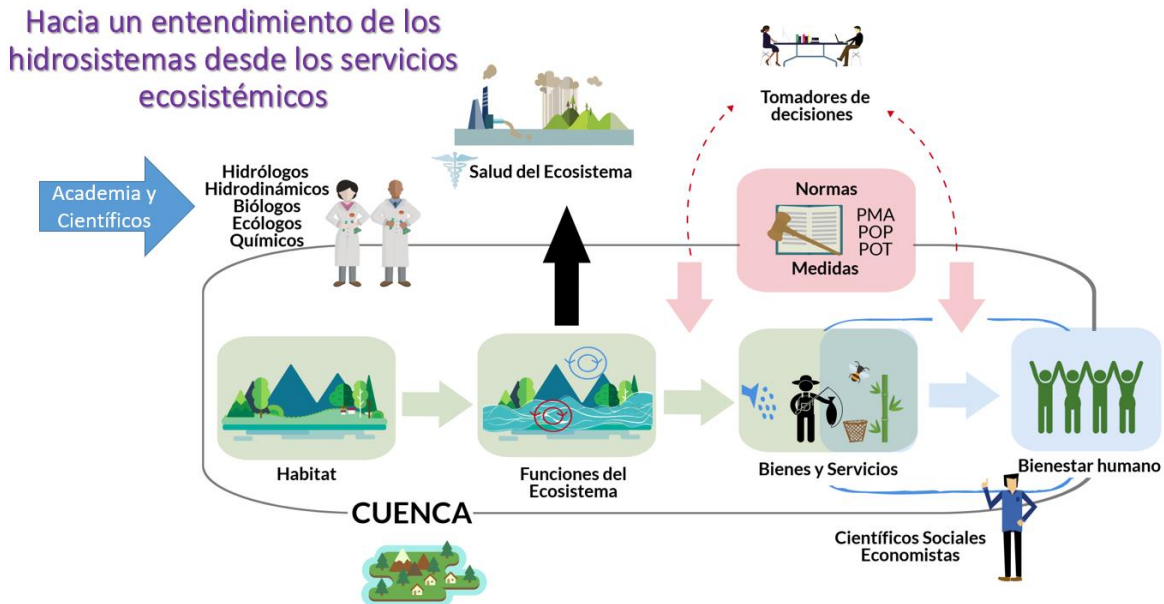 Hacia un entendimiento de los
hidrosistemas desde los servicios
ecosistémicos
Tomadores de
decisiones
Salud del Ecosistema
Academia y
Científicos
Hidrólogos
Hidrodinámicos
Biólogos
Ecólogos
Químicos
Normas
PMA
POP
POT
Medidas
Habitat
Funciones del
Ecosistema
Bienes y Servicios
Bienestar humano
CUENCA
Científicos Sociales
Economistas